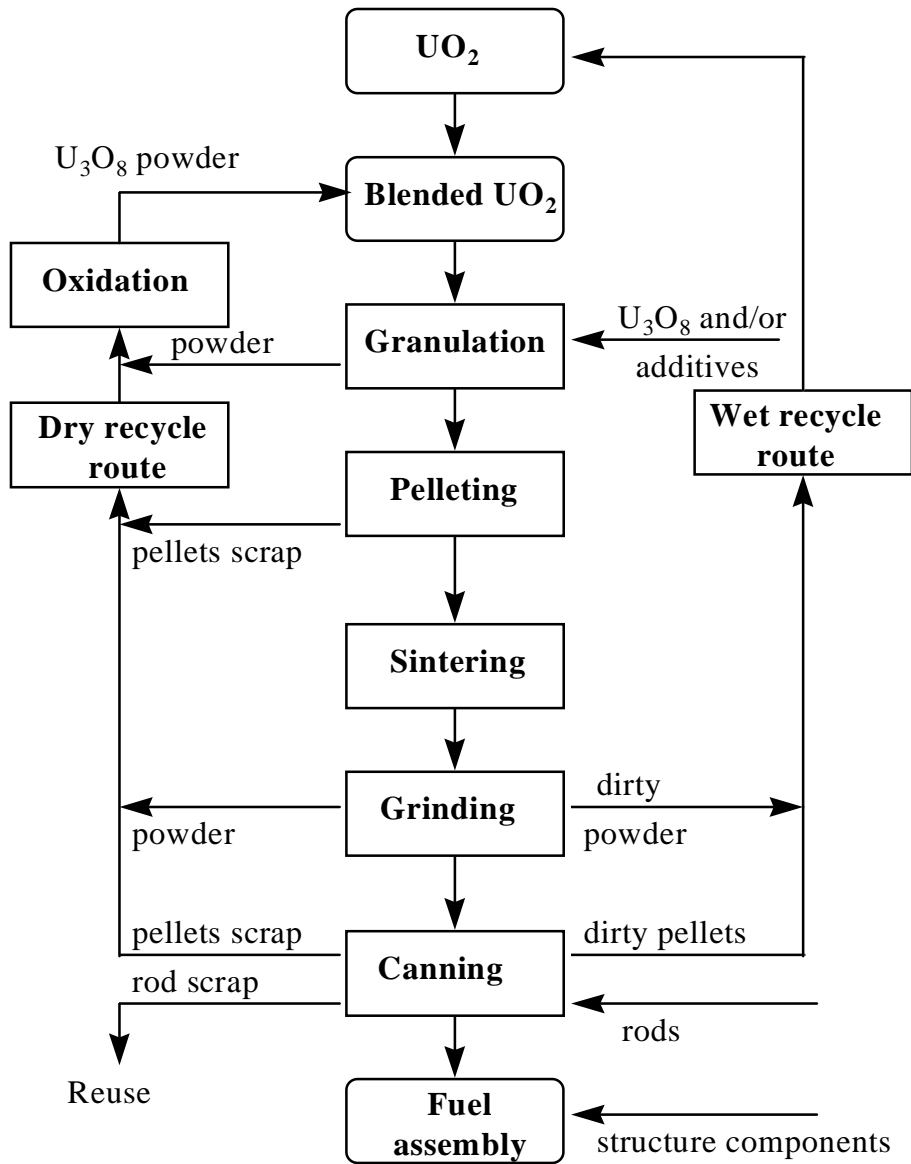 UO₂
U₃O₈ powder
Blended UO₂
Oxidation
U₃O₈ and/or
additives
powder
Granulation
Dry recycle
route
Wet recycle
route
Pelleting
pellets scrap
Sintering
Grinding
dirty
powder
powder
pellets scrap
dirty pellets
Canning
rod scrap
rods
Reuse
Fuel
assembly
structure components